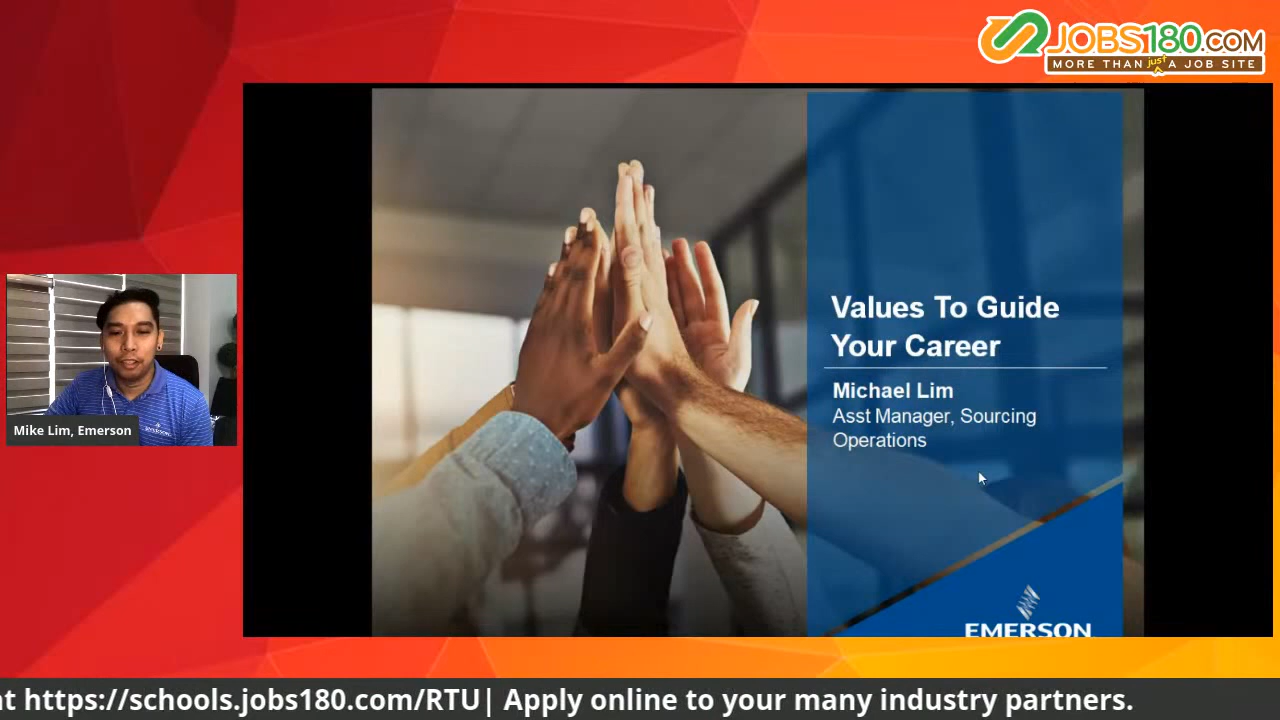 JOBS180.COM
MORE THAN just A JOB SITE
Values To Guide
Your Career
Michael Lim
Asst Manager, Sourcing
Operations
EMERSON
Mike Lim, Emerson
at https://schools.jobs180.com/RTU| Apply online to your many industry partners.